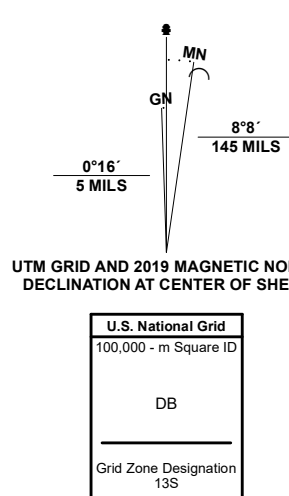 MN
GN
8°8´
145 MILS
0°16´
5 MILS
UTM GRID AND 2019 MAGNETIC NO
DECLINATION AT CENTER OF SHE
U.S. National Grid
100,000 - m Square ID
DB
Grid Zone Designation
13S